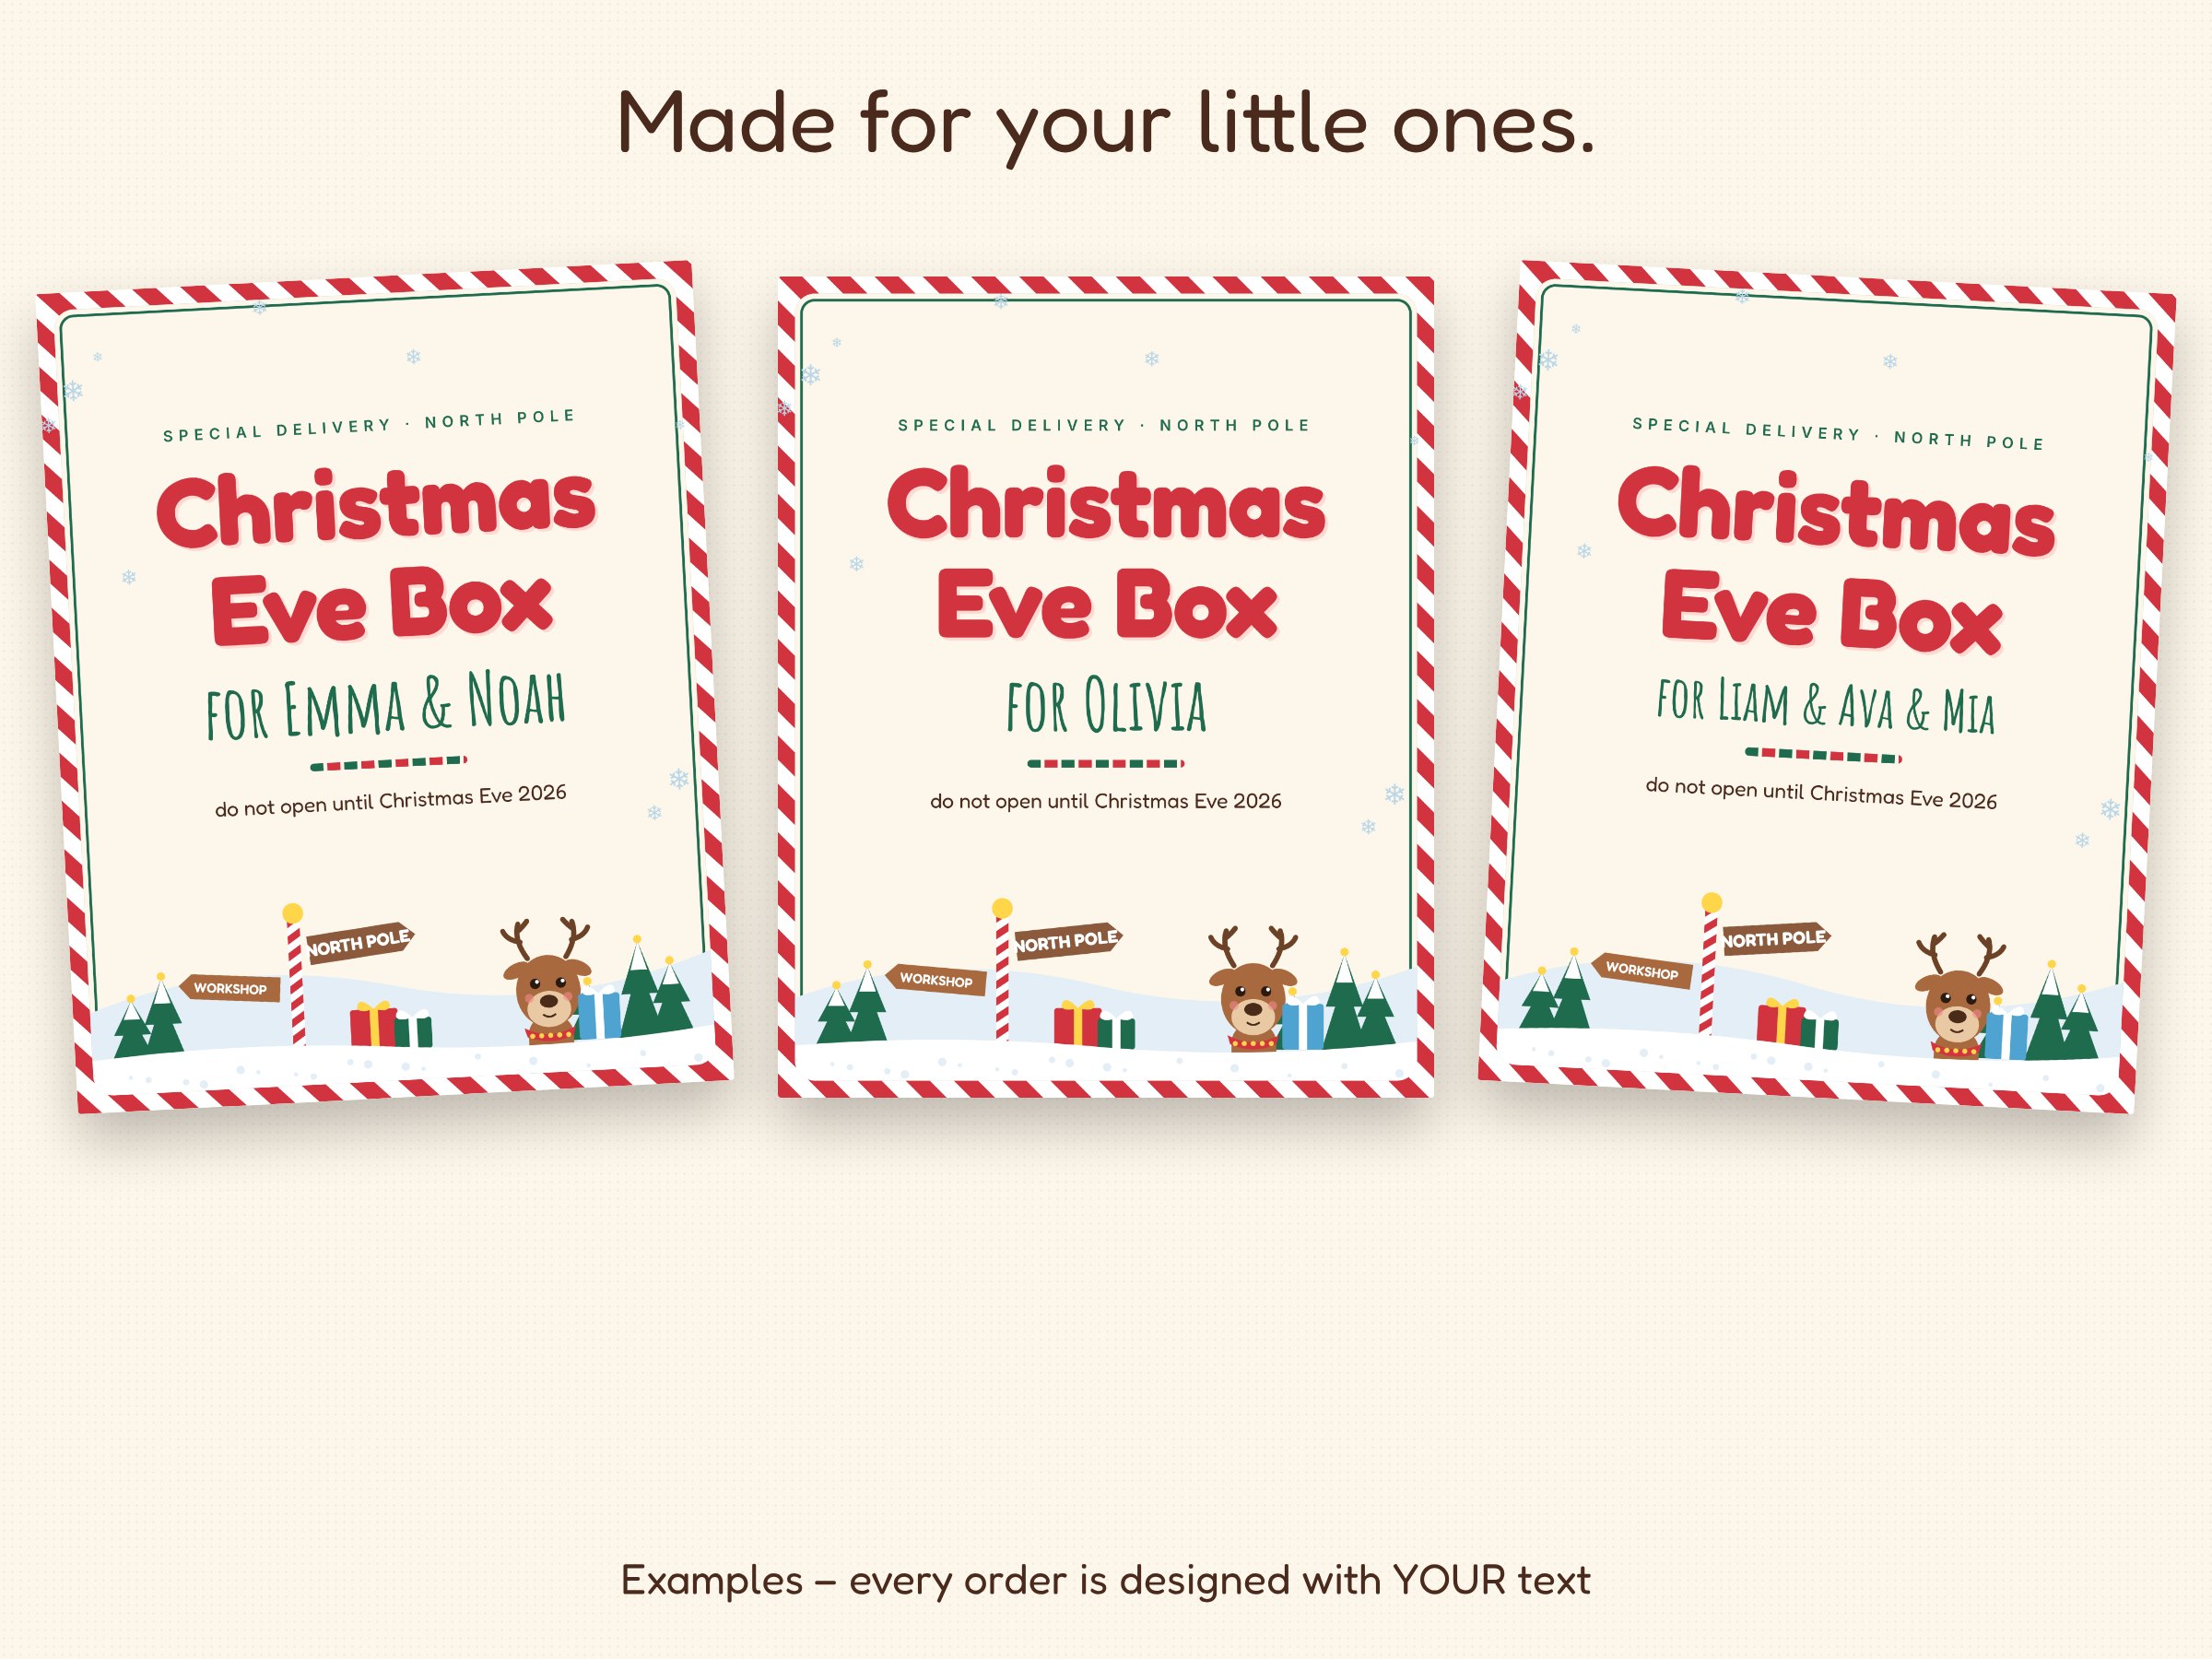 Made for your little ones.
SPECIAL DELIVERY · NORTH POLE
Christmas
Eve Box
for Emma & Noah
do not open until Christmas Eve 2026
NORTH POLE
WORKSHOP
SPECIAL DELIVERY · NORTH POLE
Christmas
Eve Box
for Olivia
do not open until Christmas Eve 2026
NORTH POLE
WORKSHOP
SPECIAL DELIVERY · NORTH POLE
Christmas
Eve Box
for Liam & Ava & Mia
do not open until Christmas Eve 2026
NORTH POLE
WORKSHOP
Examples – every order is designed with YOUR text